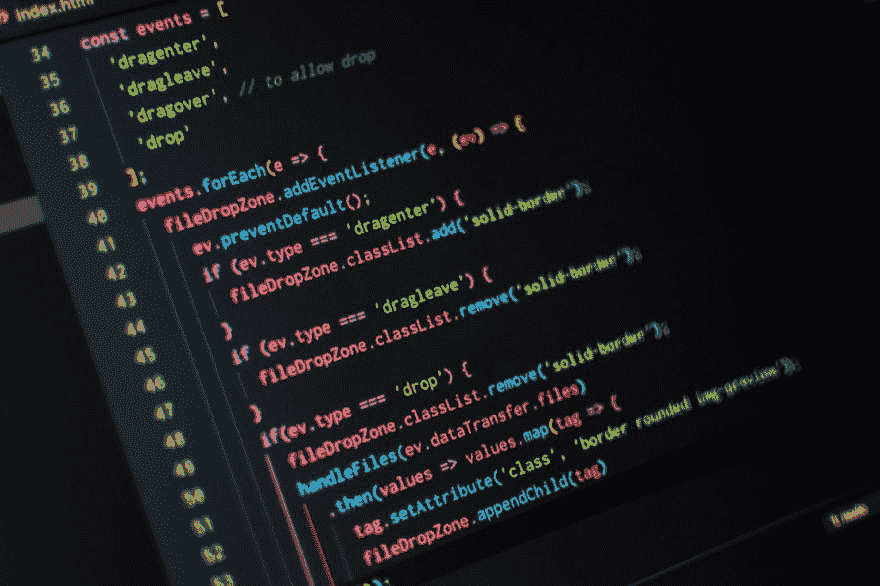 index.html
34 const events = [
35 'dragenter',
36 'dragleave',
37 'dragover', // to allow drop
38 'drop'
39 ];
40 events.forEach(e => {
41 fileDropZone.addEventListener(e, (ev) => {
42 ev.preventDefault();
43 if (ev.type === 'dragenter') {
44 fileDropZone.classList.add('solid-border');
45 }
46 if (ev.type === 'dragleave') {
47 fileDropZone.classList.remove('solid-border');
48 }
49 if(ev.type === 'drop') {
50 fileDropZone.classList.remove('solid-border');
51 handleFiles(ev.dataTransfer.files)
52 .then(values => values.map(tag => {
53 tag.setAttribute('class', 'border rounded img-preview');
fileDropZone.appendChild(tag)